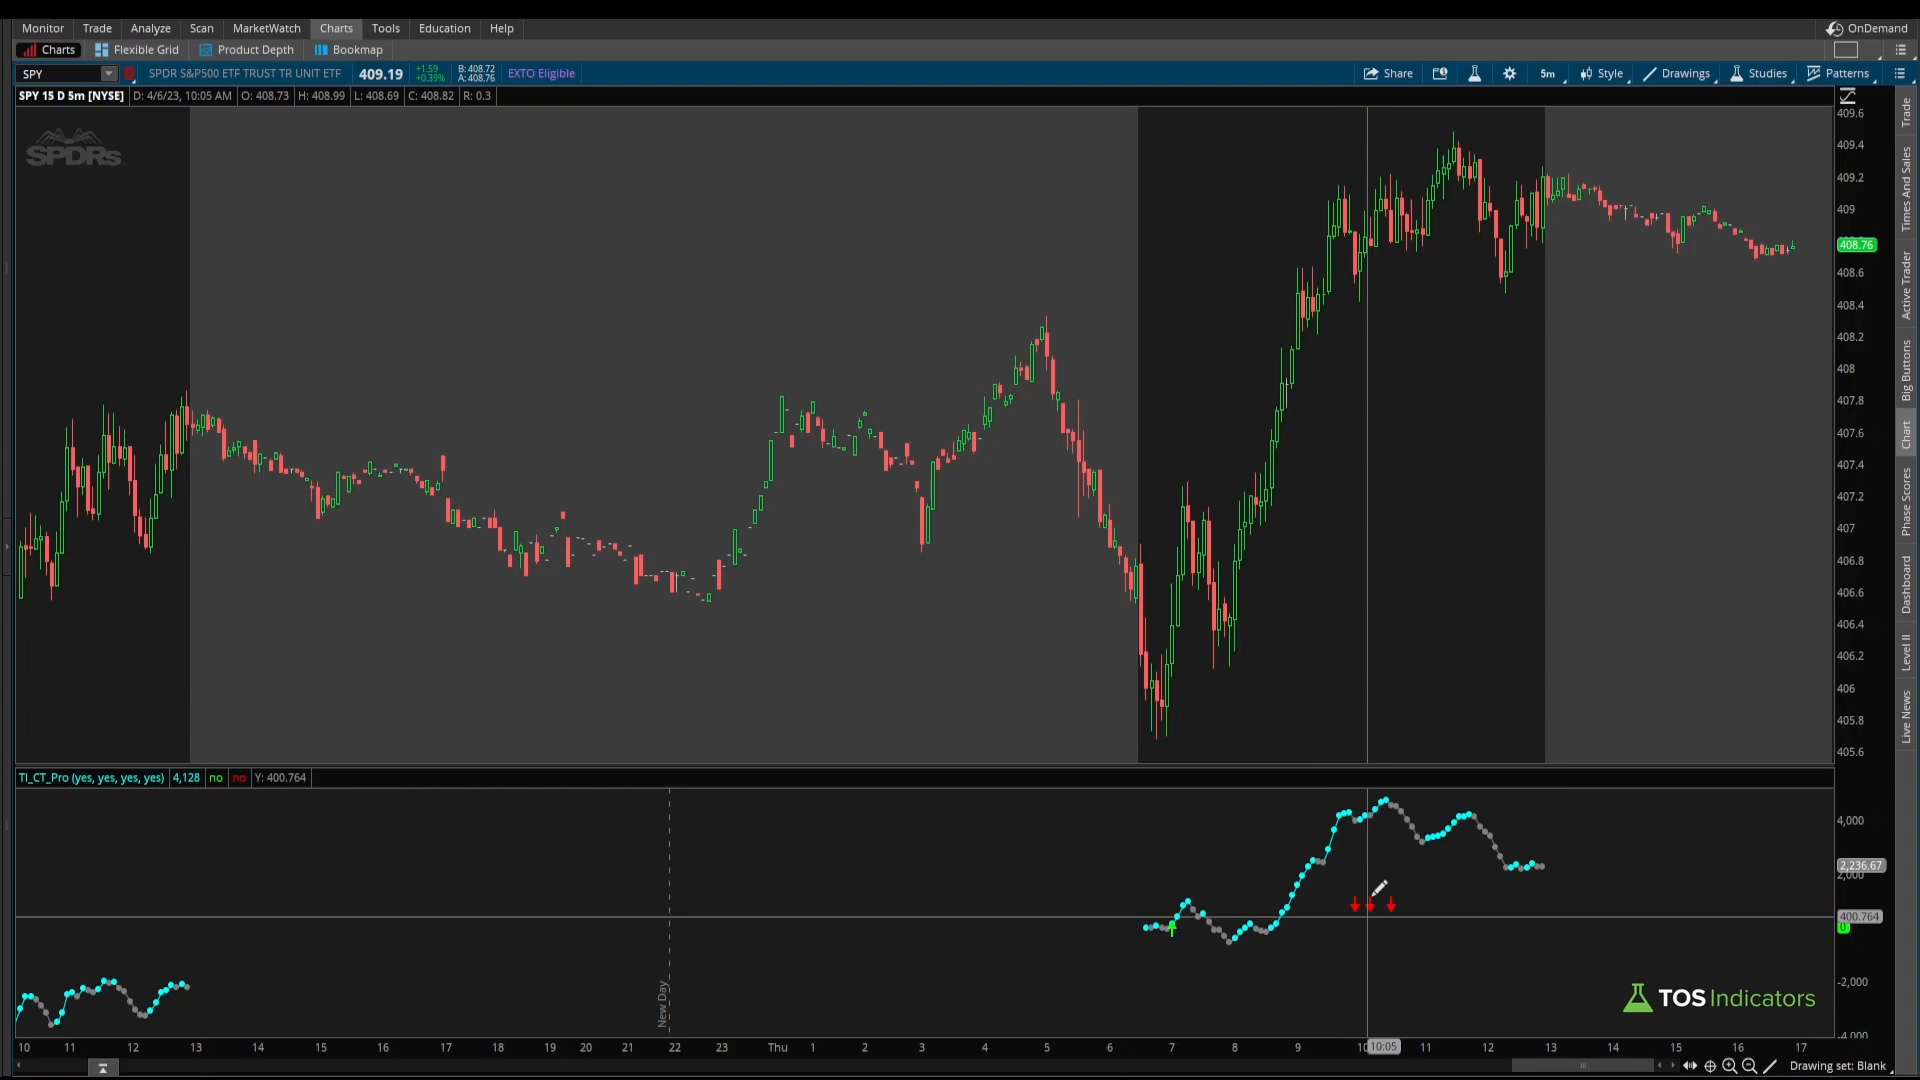 Monitor Trade Analyze Scan MarketWatch Charts Tools Education Help OnDemand
Charts Flexible Grid Product Depth Bookmap
SPY SPDR S&P500 ETF TRUST TR UNIT ETF 409.19 +1.59 +0.39% B: 408.72 A: 408.76 EXTO Eligible Share 5m Style Drawings Studies Patterns
SPY 15 D 5m [NYSE] D: 4/6/23, 10:05 AM O: 408.73 H: 408.99 L: 408.69 C: 408.82 R: 0.3
SPDRs
409.6
409.4
409.2
409
408.76
408.6
408.4
408.2
408
407.8
407.6
407.4
407.2
407
406.8
406.6
406.4
406.2
406
405.8
405.6
Trade
Times And Sales
Active Trader
Big Buttons
Chart
Phase Scores
Dashboard
Level II
Live News
TI_CT_Pro (yes, yes, yes, yes) 4,128 no no Y: 400.764
4,000
2,236.67
2,000
400.764
0
-2,000
-4,000
New Day
TOS Indicators
10 11 12 13 14 15 16 17 18 19 20 21 22 23 Thu 1 2 3 4 5 6 7 8 9 10:05 11 12 13 14 15 16 17
Drawing set: Blank